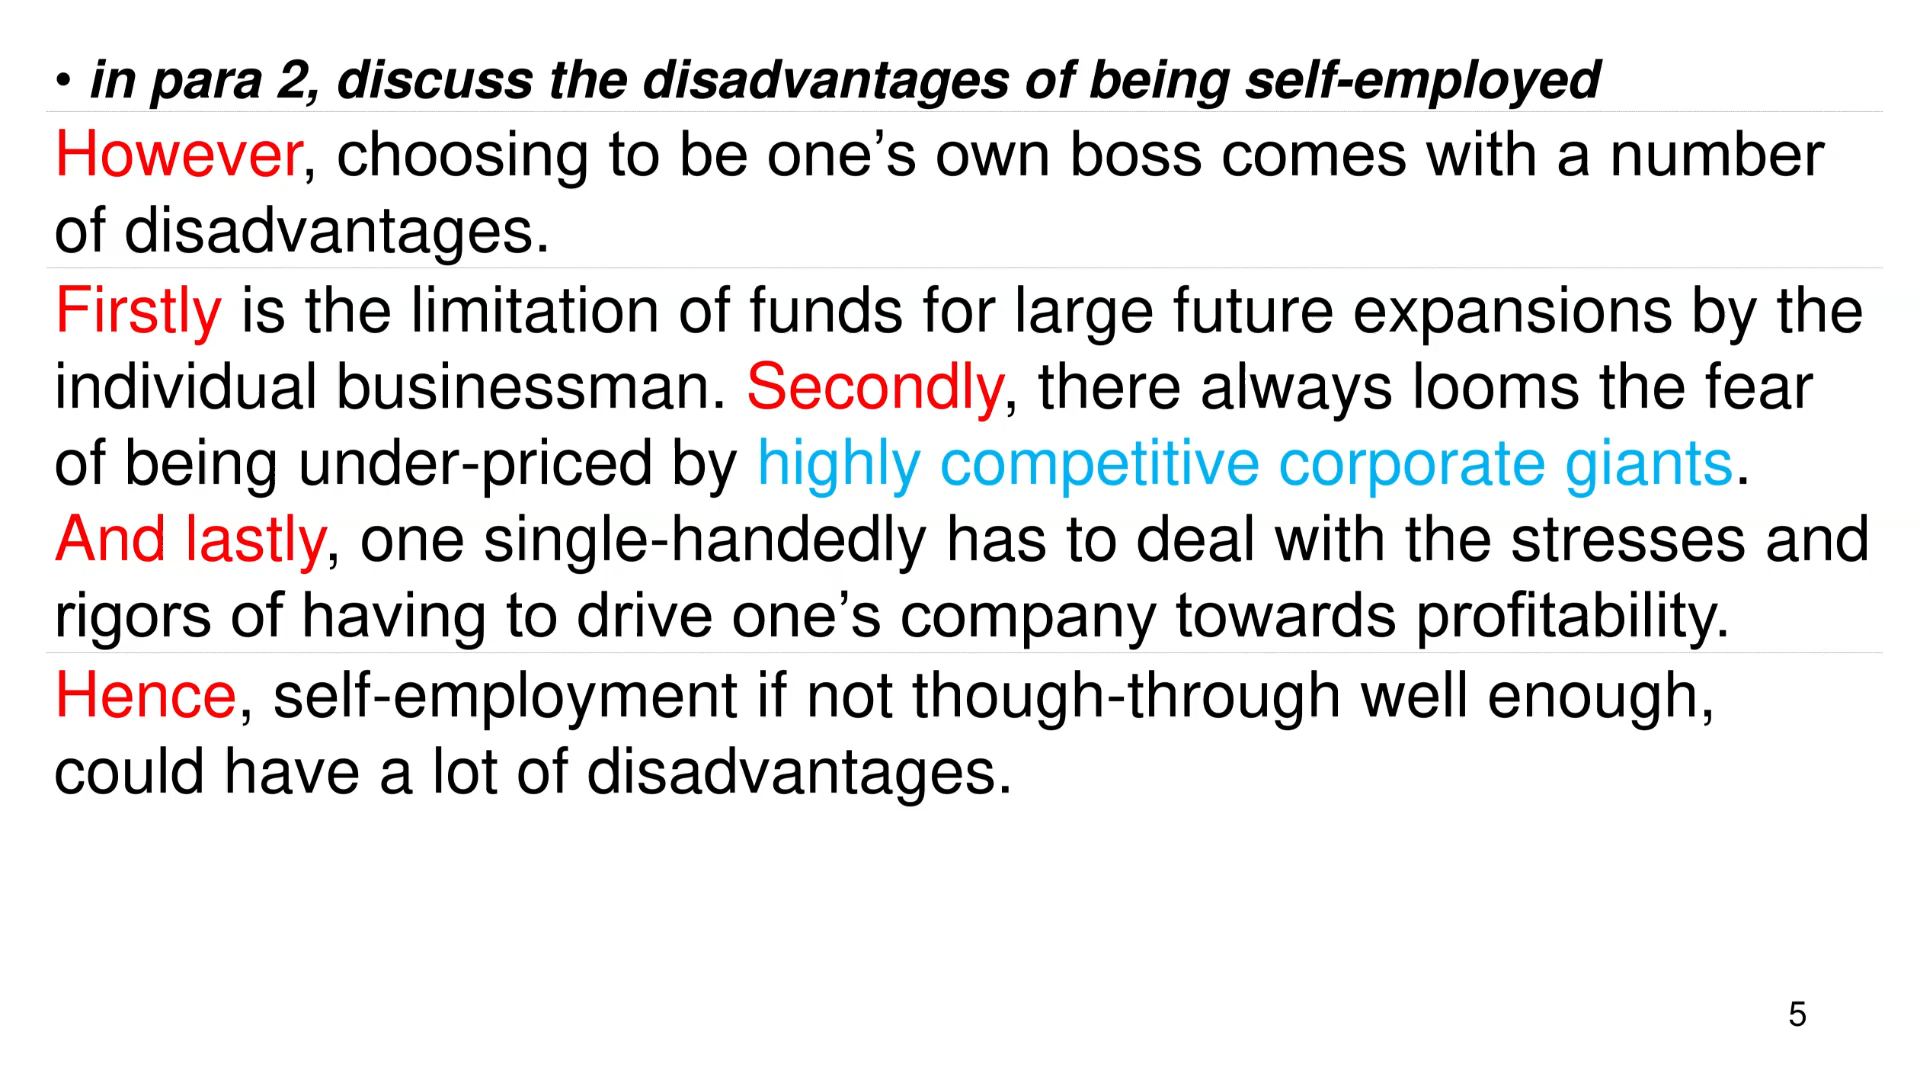 • in para 2, discuss the disadvantages of being self-employed
However, choosing to be one’s own boss comes with a number
of disadvantages.
Firstly is the limitation of funds for large future expansions by the
individual businessman. Secondly, there always looms the fear
of being under-priced by highly competitive corporate giants.
And lastly, one single-handedly has to deal with the stresses and
rigors of having to drive one’s company towards profitability.
Hence, self-employment if not though-through well enough,
could have a lot of disadvantages.
5